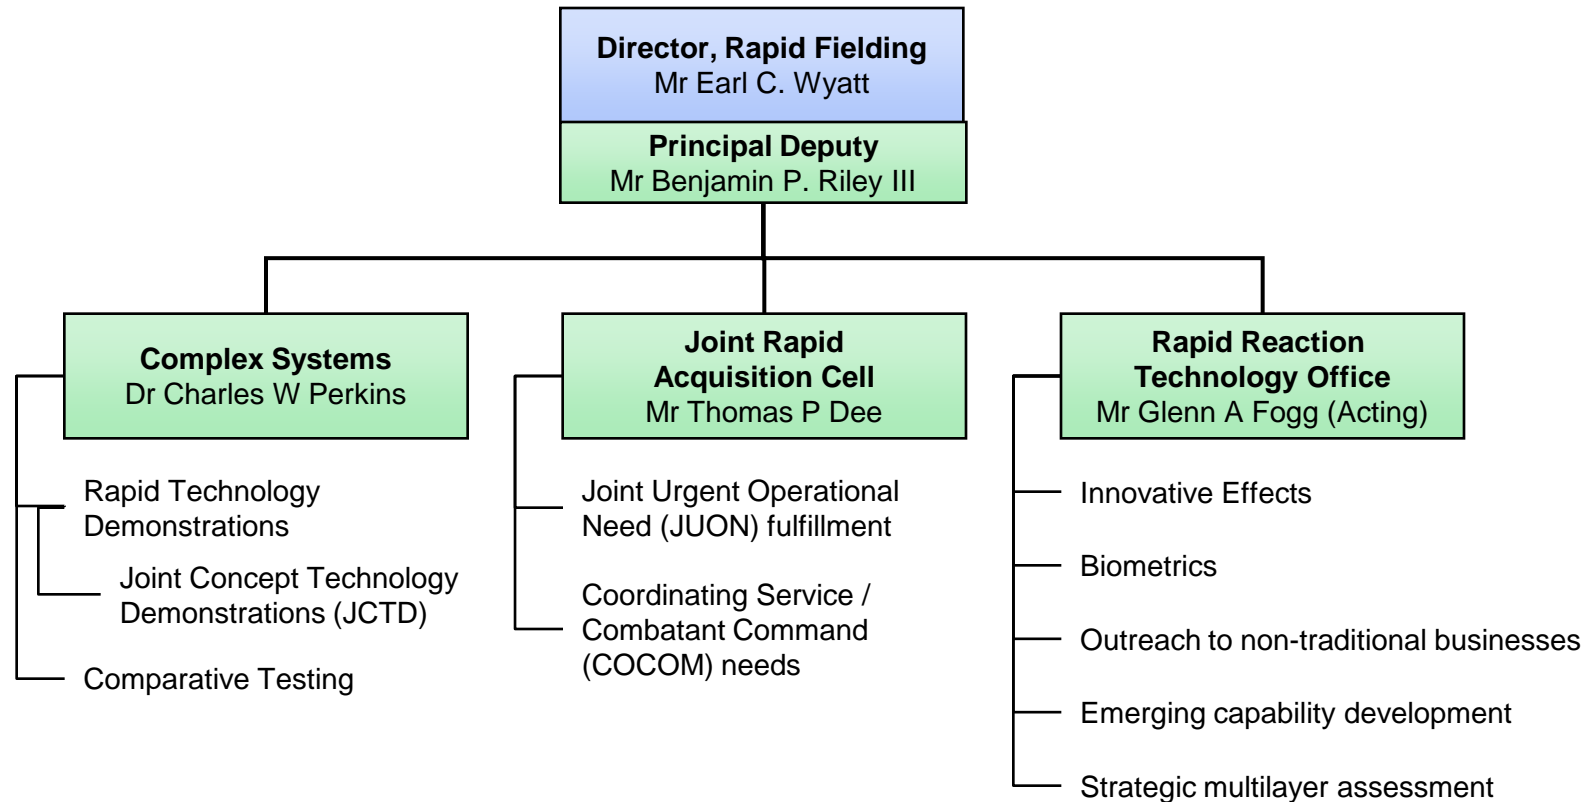 Director, Rapid Fielding
Mr Earl C. Wyatt
Principal Deputy
Mr Benjamin P. Riley III
Complex Systems
Dr Charles W Perkins
Rapid Technology
Demonstrations
Joint Concept Technology
Demonstrations (JCTD)
Comparative Testing
Joint Rapid
Acquisition Cell
Mr Thomas P Dee
Joint Urgent Operational
Need (JUON) fulfillment
Coordinating Service /
Combatant Command
(COCOM) needs
Rapid Reaction
Technology Office
Mr Glenn A Fogg (Acting)
Innovative Effects
Biometrics
Outreach to non-traditional businesses
Emerging capability development
Strategic multilayer assessment